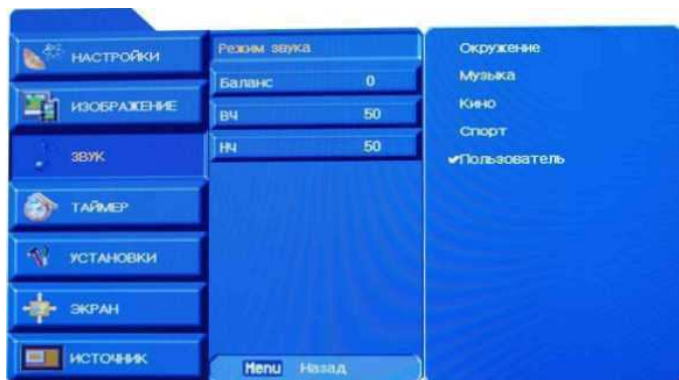 НАСТРОЙКИ
ИЗОБРАЖЕНИЕ
ЗВУК
ТАЙМЕР
УСТАНОВКИ
ЭКРАН
ИСТОЧНИК
Режим звука
Баланс 0
ВЧ 50
НЧ 50
Menu Назад
Окружение
Музыка
Кино
Спорт
✔Пользователь